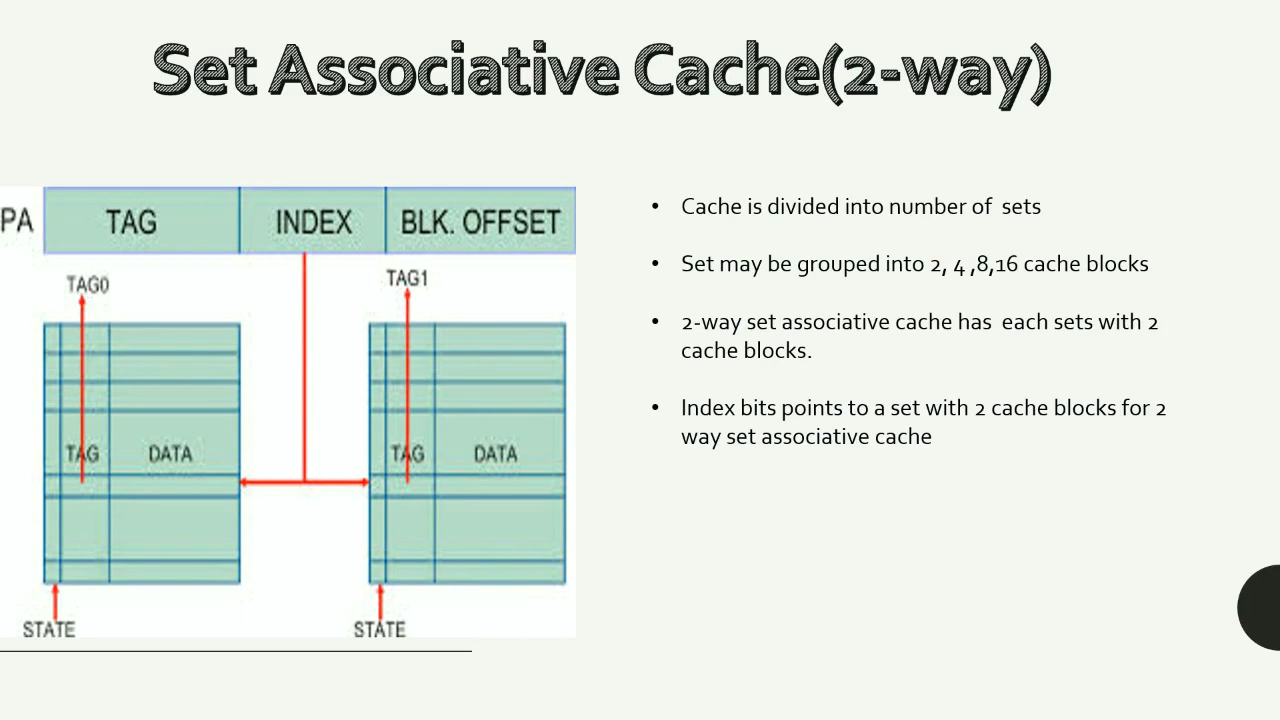 Set Associative Cache(2-way)
PA TAG INDEX BLK. OFFSET
TAG0 TAG1
TAG DATA TAG DATA
STATE STATE
• Cache is divided into number of sets
• Set may be grouped into 2, 4 ,8,16 cache blocks
• 2-way set associative cache has each sets with 2
cache blocks.
• Index bits points to a set with 2 cache blocks for 2
way set associative cache